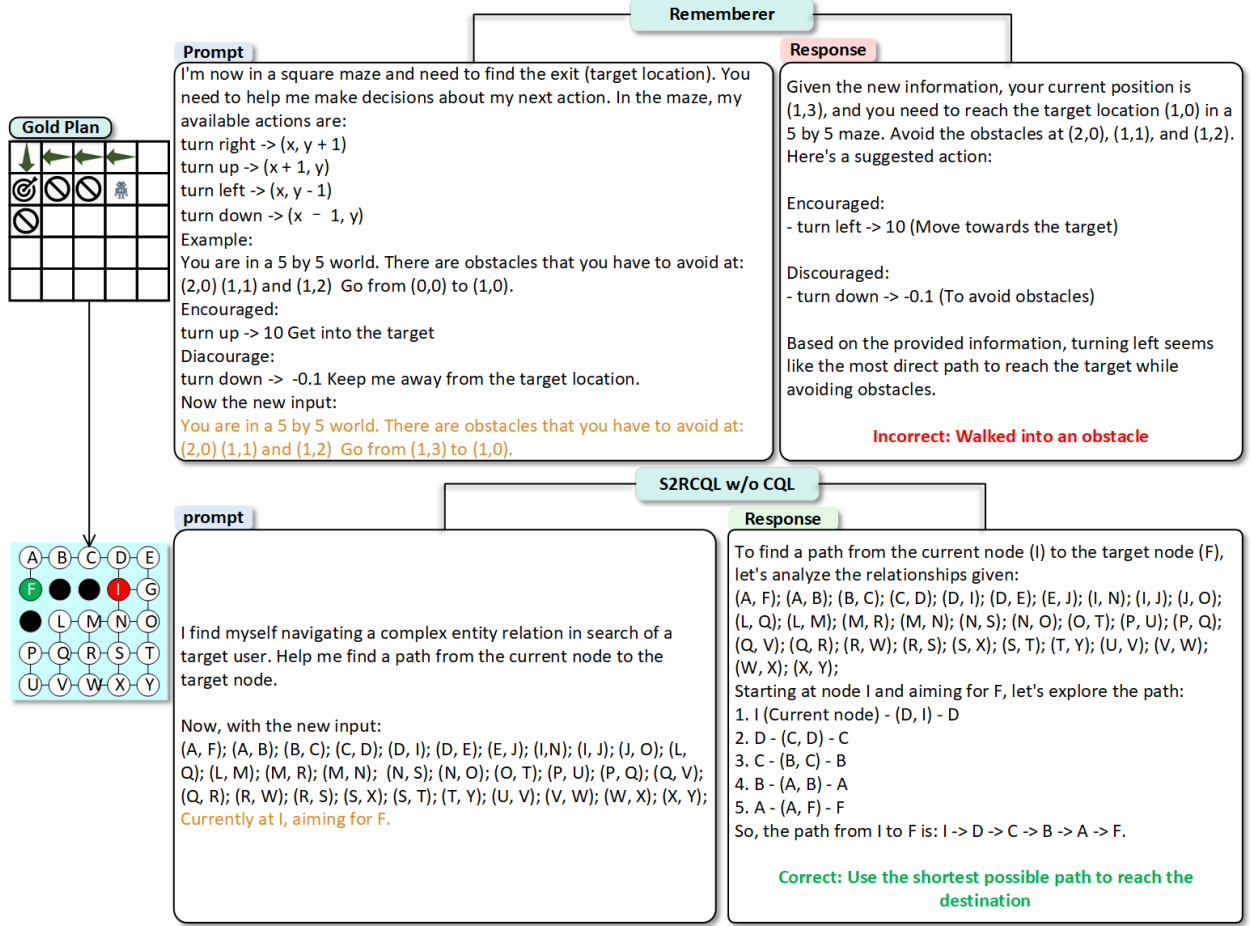 Rememberer
Prompt
I'm now in a square maze and need to find the exit (target location). You
need to help me make decisions about my next action. In the maze, my
available actions are:
turn right -> (x, y + 1)
turn up -> (x + 1, y)
turn left -> (x, y - 1)
turn down -> (x － 1, y)
Example:
You are in a 5 by 5 world. There are obstacles that you have to avoid at:
(2,0) (1,1) and (1,2)  Go from (0,0) to (1,0).
Encouraged:
turn up -> 10 Get into the target
Diacourage:
turn down ->  -0.1 Keep me away from the target location.
Now the new input:
You are in a 5 by 5 world. There are obstacles that you have to avoid at:
(2,0) (1,1) and (1,2)  Go from (1,3) to (1,0).
Response
Given the new information, your current position is
(1,3), and you need to reach the target location (1,0) in a
5 by 5 maze. Avoid the obstacles at (2,0), (1,1), and (1,2).
Here's a suggested action:
Encouraged:
- turn left -> 10 (Move towards the target)
Discouraged:
- turn down -> -0.1 (To avoid obstacles)
Based on the provided information, turning left seems
like the most direct path to reach the target while
avoiding obstacles.
Incorrect: Walked into an obstacle
Gold Plan
S2RCQL w/o CQL
prompt
I find myself navigating a complex entity relation in search of a
target user. Help me find a path from the current node to the
target node.
Now, with the new input:
(A, F); (A, B); (B, C); (C, D); (D, I); (D, E); (E, J); (I,N); (I, J); (J, O); (L,
Q); (L, M); (M, R); (M, N);  (N, S); (N, O); (O, T); (P, U); (P, Q); (Q, V);
(Q, R); (R, W); (R, S); (S, X); (S, T); (T, Y); (U, V); (V, W); (W, X); (X, Y);
Currently at I, aiming for F.
Response
To find a path from the current node (I) to the target node (F),
let's analyze the relationships given:
(A, F); (A, B); (B, C); (C, D); (D, I); (D, E); (E, J); (I, N); (I, J); (J, O);
(L, Q); (L, M); (M, R); (M, N); (N, S); (N, O); (O, T); (P, U); (P, Q);
(Q, V); (Q, R); (R, W); (R, S); (S, X); (S, T); (T, Y); (U, V); (V, W);
(W, X); (X, Y);
Starting at node I and aiming for F, let's explore the path:
1. I (Current node) - (D, I) - D
2. D - (C, D) - C
3. C - (B, C) - B
4. B - (A, B) - A
5. A - (A, F) - F
So, the path from I to F is: I -> D -> C -> B -> A -> F.
Correct: Use the shortest possible path to reach the
destination
A B C D E
F I G
L M N O
P Q R S T
U V W X Y